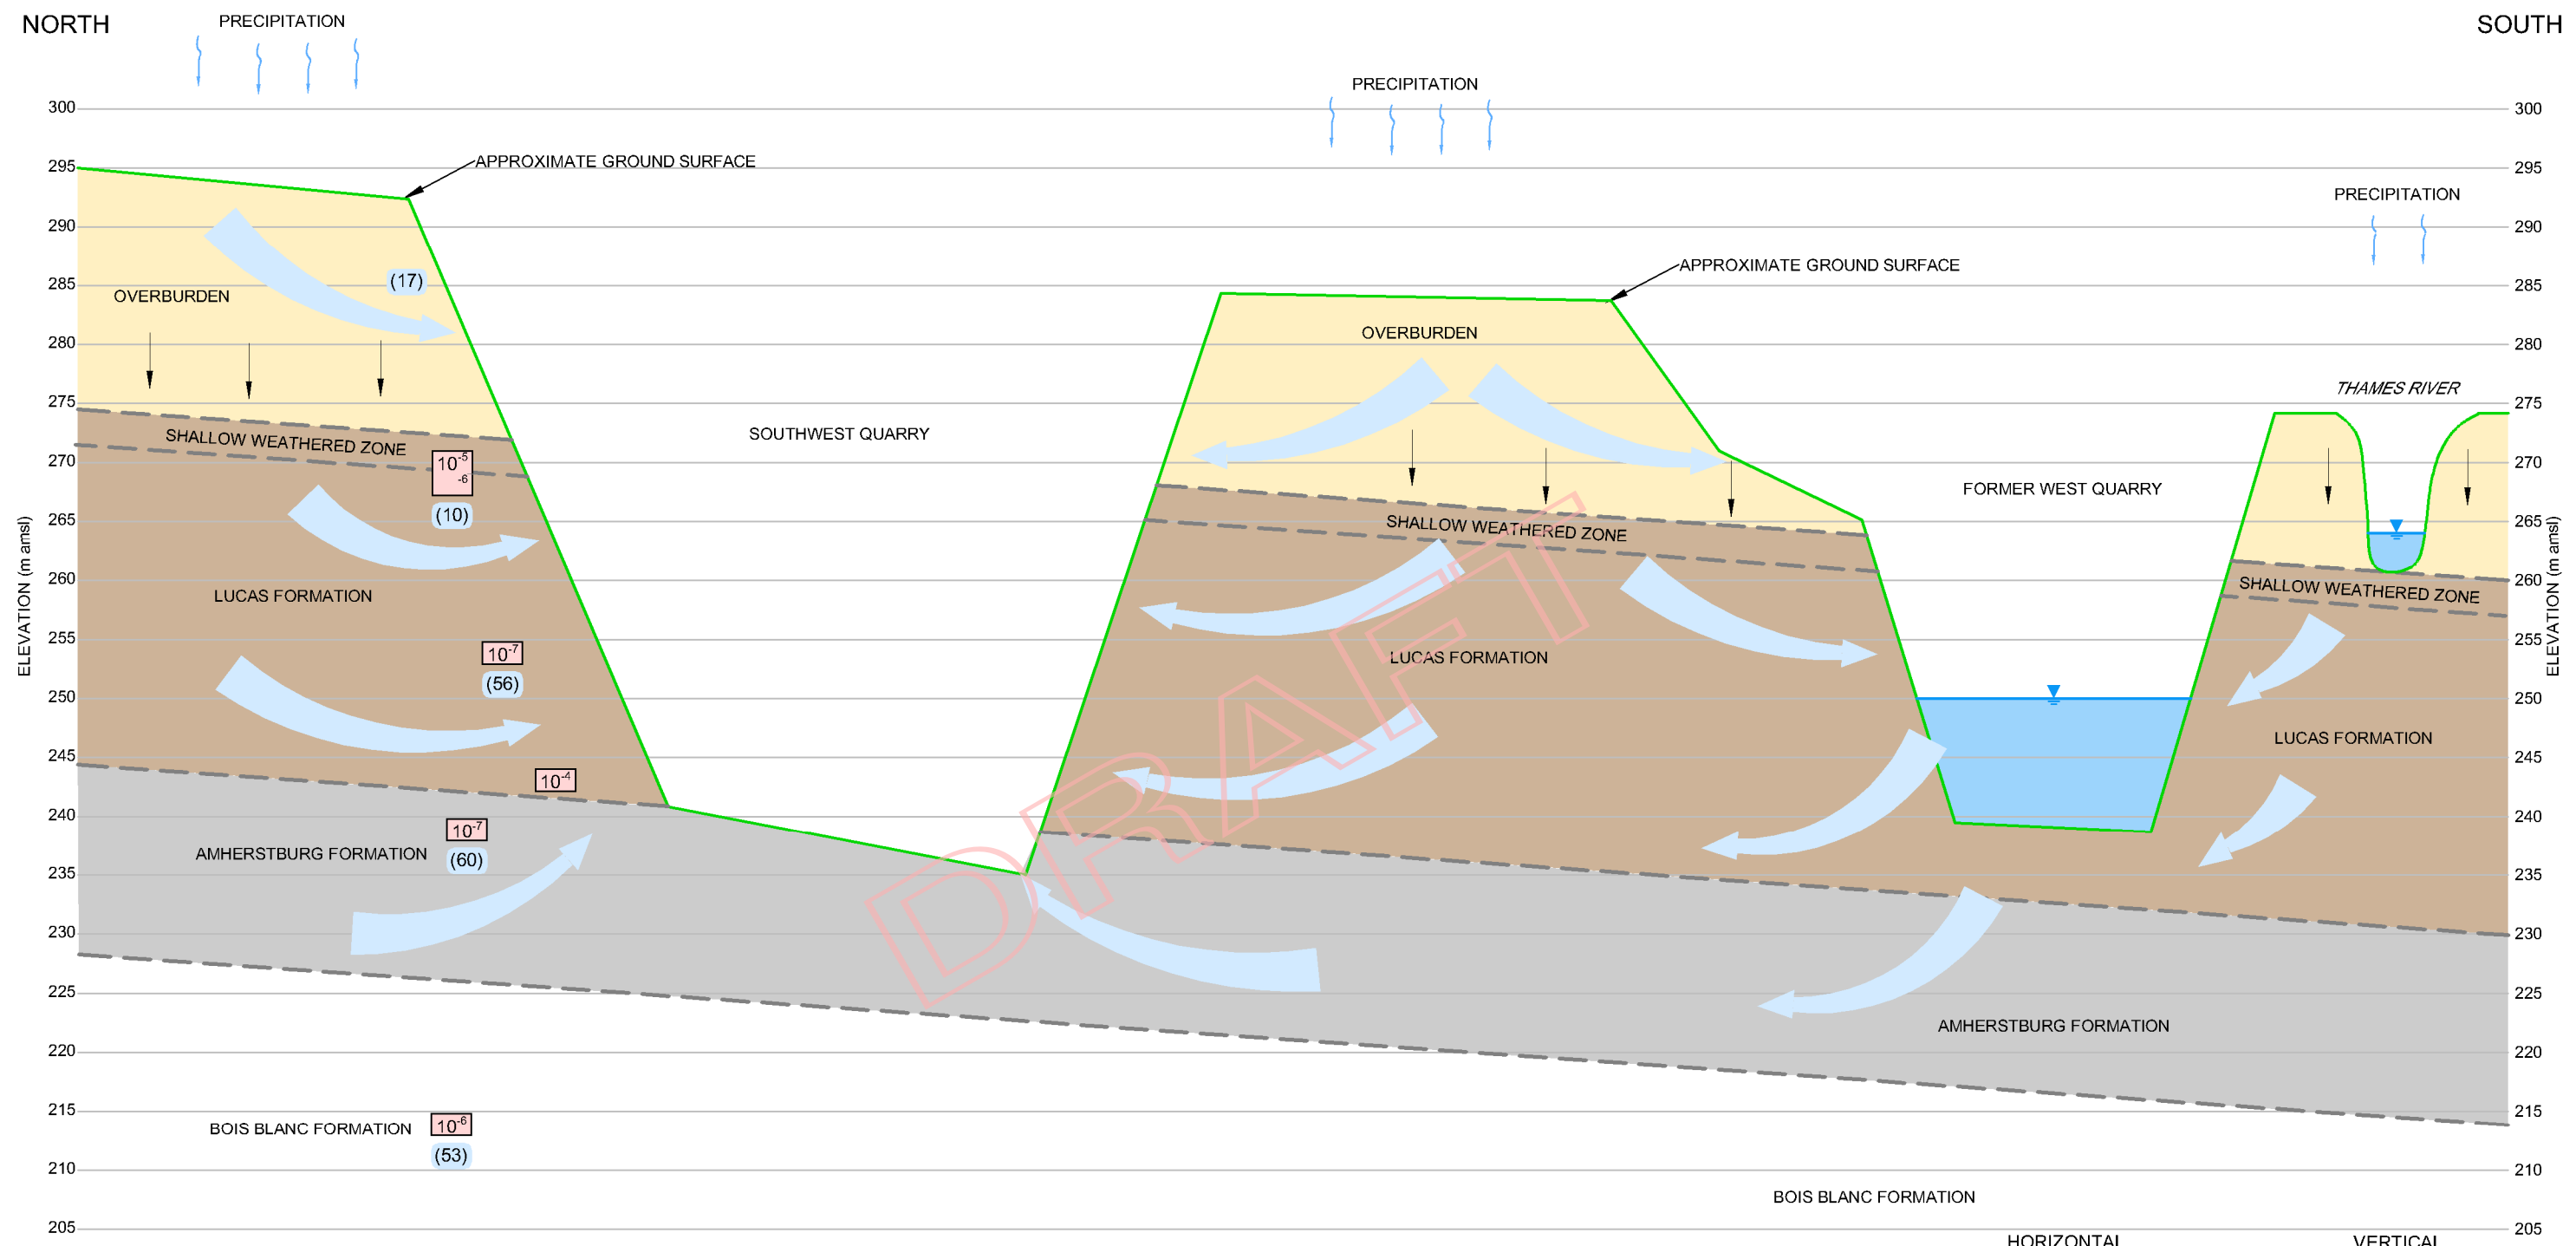 NORTH
PRECIPITATION
SOUTH
PRECIPITATION
300
300
APPROXIMATE GROUND SURFACE
295
295
PRECIPITATION
290
290
APPROXIMATE GROUND SURFACE
(17)
285
285
OVERBURDEN
OVERBURDEN
280
280
THAMES RIVER
275
275
SHALLOW WEATHERED ZONE
SOUTHWEST QUARRY
10-5
-6
270
270
FORMER WEST QUARRY
(10)
265
265
SHALLOW WEATHERED ZONE
ELEVATION (m amsl)
ELEVATION (m amsl)
260
260
SHALLOW WEATHERED ZONE
LUCAS FORMATION
255
255
10-7
LUCAS FORMATION
(56)
250
250
LUCAS FORMATION
245
245
10-4
240
240
10-7
AMHERSTBURG FORMATION
(60)
235
235
DRAFT
230
230
225
225
AMHERSTBURG FORMATION
220
220
215
215
BOIS BLANC FORMATION
10-6
(53)
210
210
BOIS BLANC FORMATION
205
205
HORIZONTAL
VERTICAL